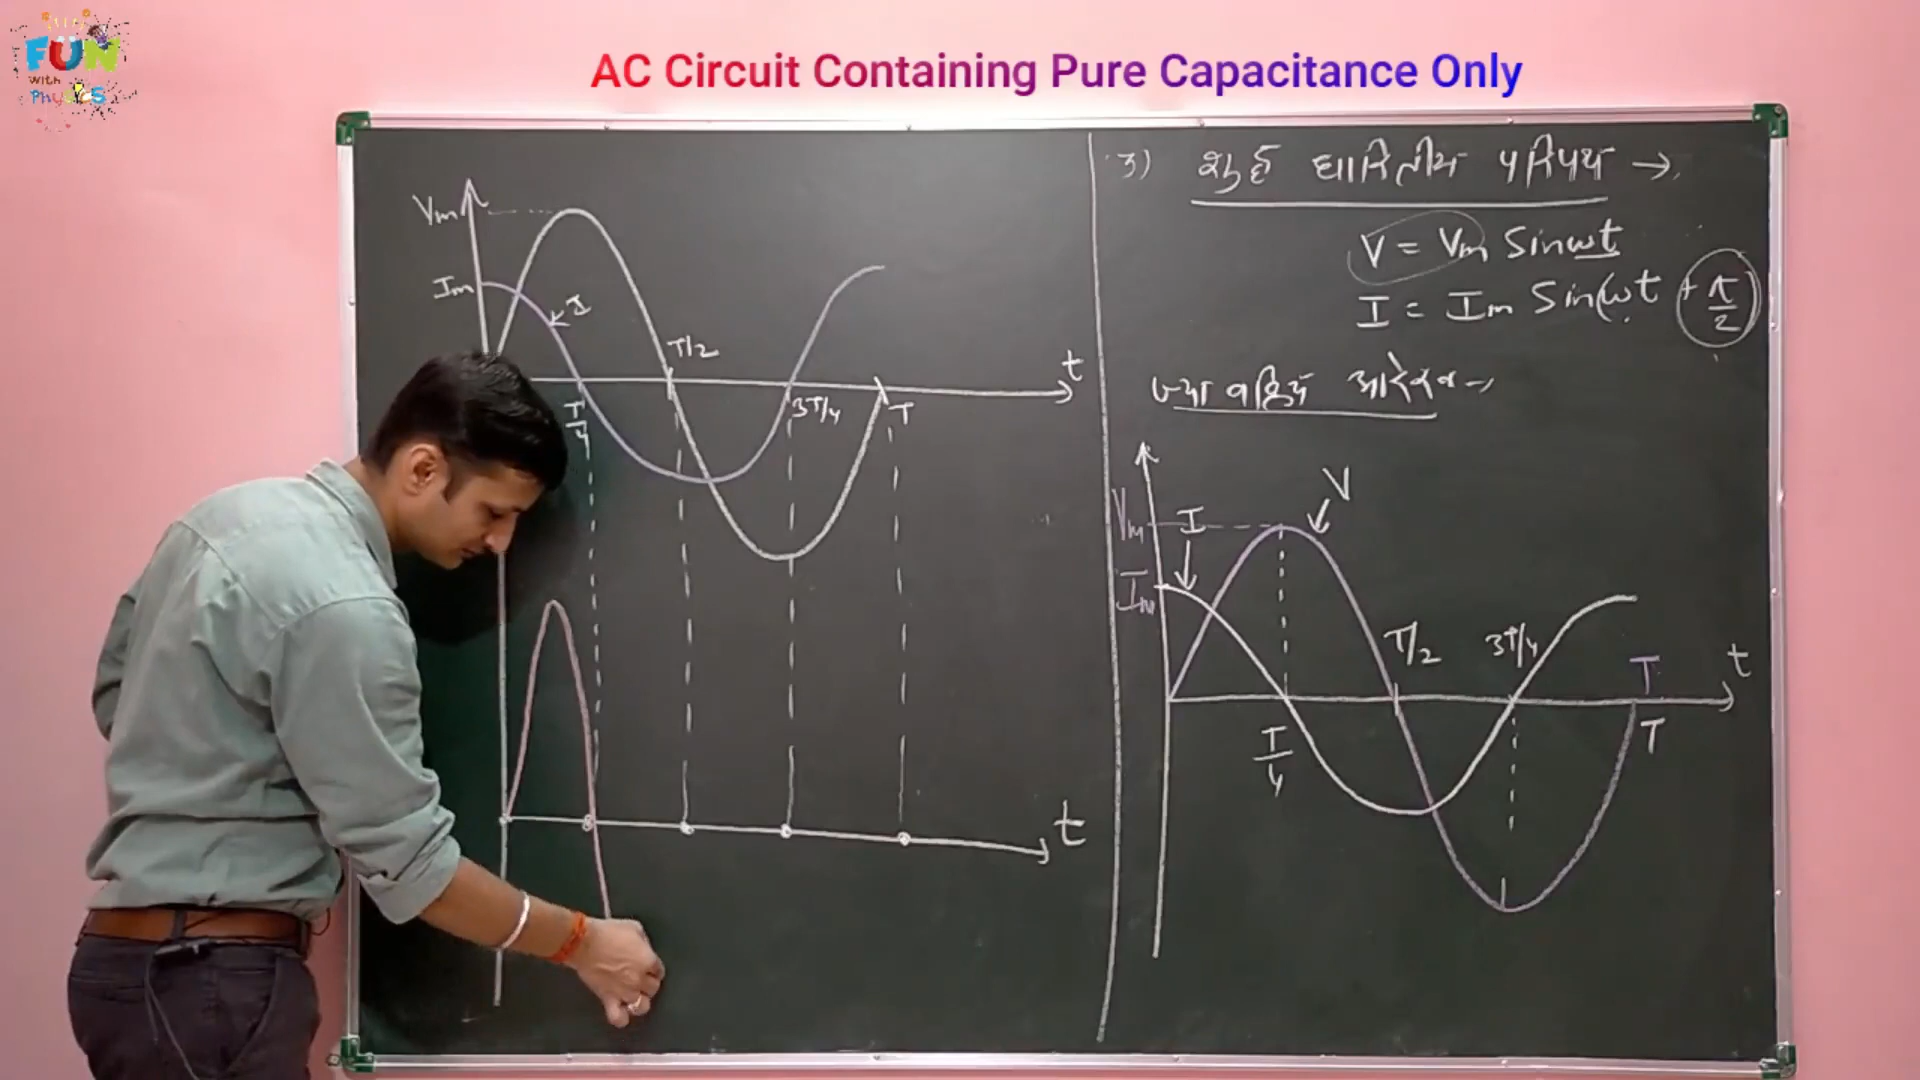 FUN
with
Physics
AC Circuit Containing Pure Capacitance Only
Vm
Im
I
T/2
t
T/4
3T/4
T
t
3) शुद्ध धारितीय परिपथ →
V = Vm Sinωt
I = Im Sin(ωt + π/2)
ज्या वक्रिय आरेख →
V
Vm
I
Im
T/2
3T/4
T
t
T/4
T